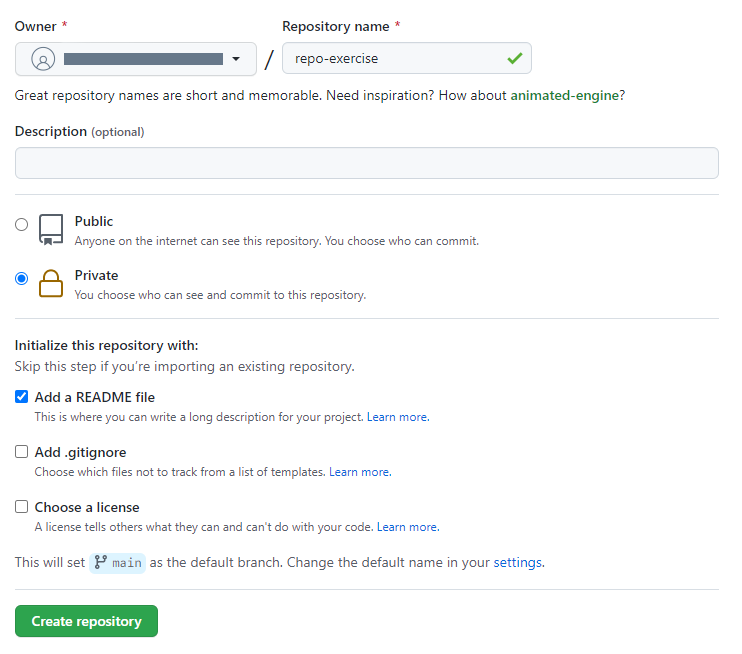 Owner * Repository name *
/ repo-exercise
Great repository names are short and memorable. Need inspiration? How about animated-engine?
Description (optional)
Public
Anyone on the internet can see this repository. You choose who can commit.
Private
You choose who can see and commit to this repository.
Initialize this repository with:
Skip this step if you're importing an existing repository.
Add a README file
This is where you can write a long description for your project. Learn more.
Add .gitignore
Choose which files not to track from a list of templates. Learn more.
Choose a license
A license tells others what they can and can't do with your code. Learn more.
This will set main as the default branch. Change the default name in your settings.
Create repository